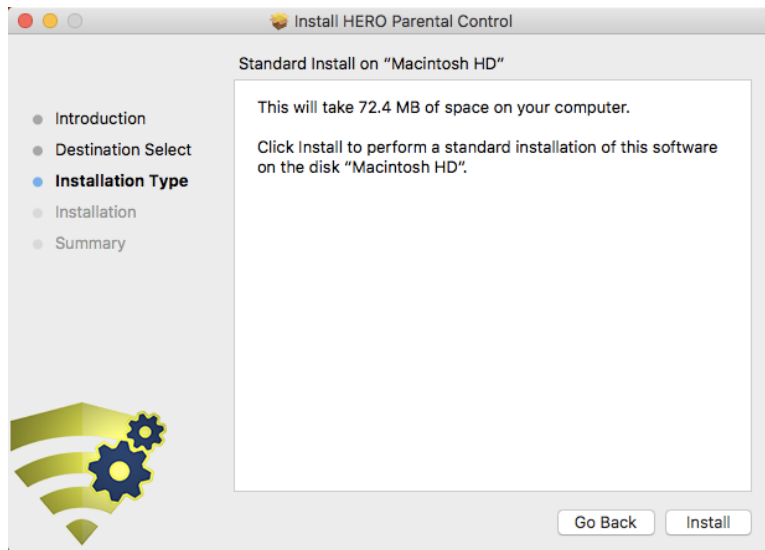 Install HERO Parental Control
Standard Install on “Macintosh HD”
Introduction
Destination Select
Installation Type
Installation
Summary
This will take 72.4 MB of space on your computer.
Click Install to perform a standard installation of this software
on the disk “Macintosh HD”.
Go Back
Install